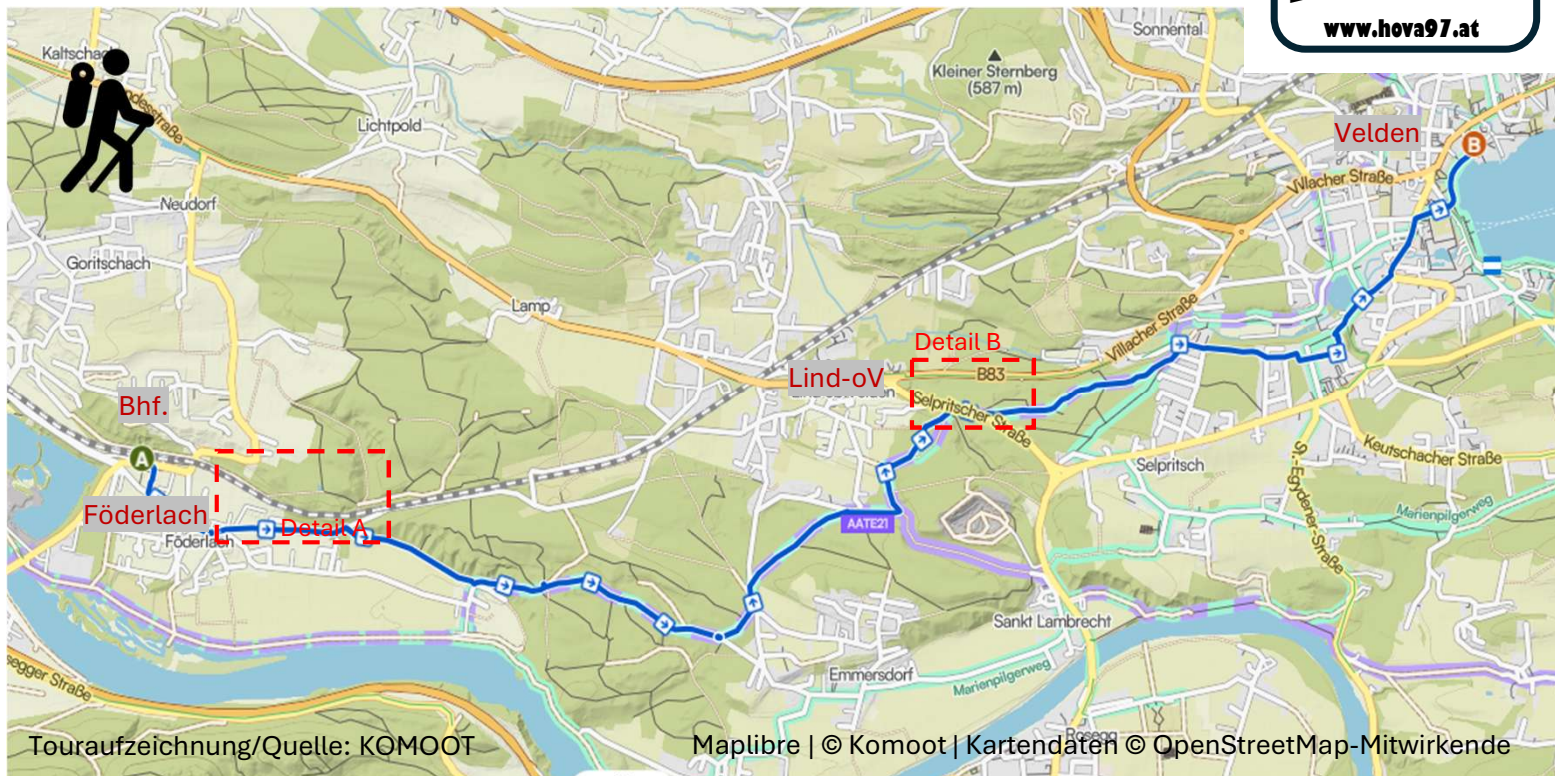 www.hova97.at
Sonnental
Kaltschach
Kleiner Sternberg
(587 m)
Lichtpold
Velden
B
Villacher Straße
Neudorf
Goritschach
Lamp
Villacher Straße
Detail B
Lind-oV
B83
Bhf.
Selpritscher Straße
A
Selpritsch
Keutschacher Straße
St.-Egydener-Straße
Föderlach
Detail A
Föderlach
AATE21
Marienpilgerweg
Sankt Lambrecht
Emmersdorf
Marienpilgerweg
Rosegg
Touraufzeichnung/Quelle: KOMOOT
Maplibre | © Komoot | Kartendaten © OpenStreetMap-Mitwirkende